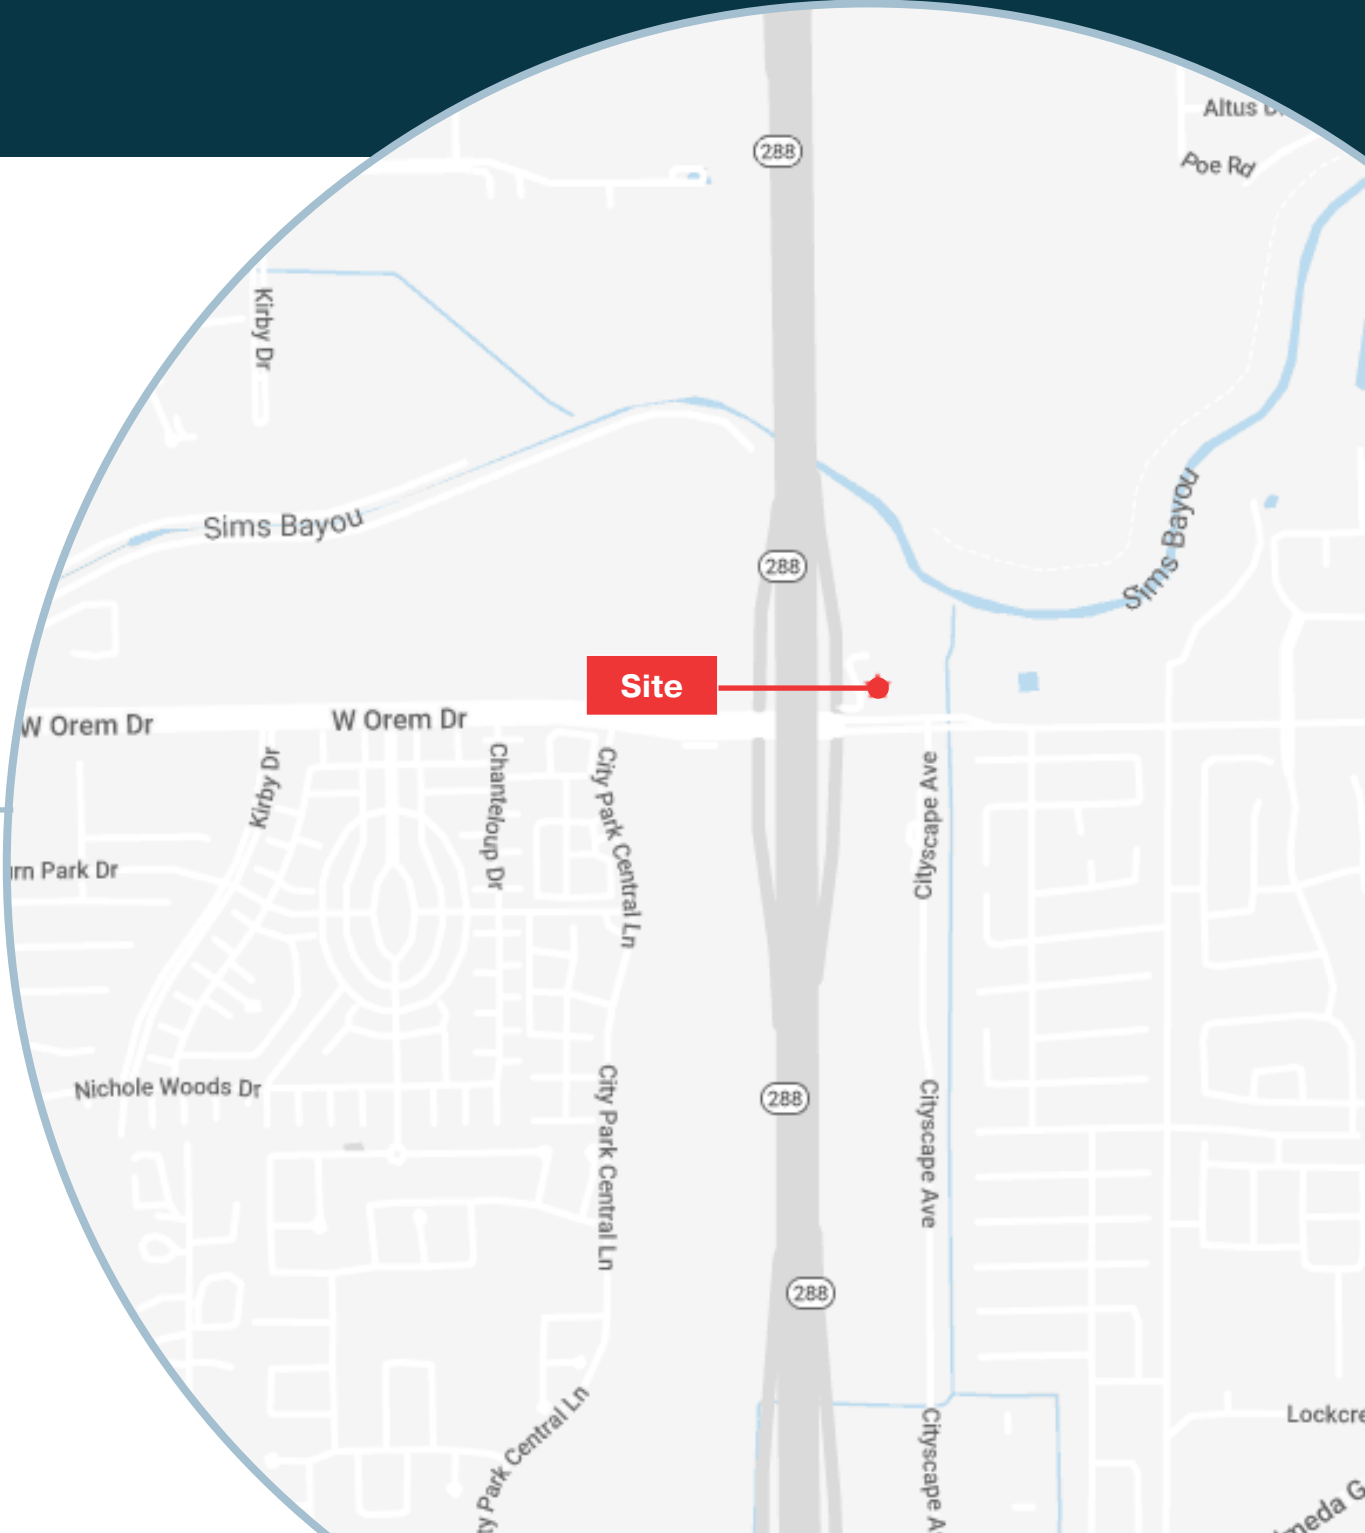 288
Altus
Poe Rd
Kirby Dr
Sims Bayou
Sims Bayou
288
Site
W Orem Dr
W Orem Dr
Kirby Dr
Chanteloup Dr
City Park Central Ln
Cityscape Ave
Park Dr
Nichole Woods Dr
City Park Central Ln
288
Cityscape Ave
288
Park Central Ln
Cityscape